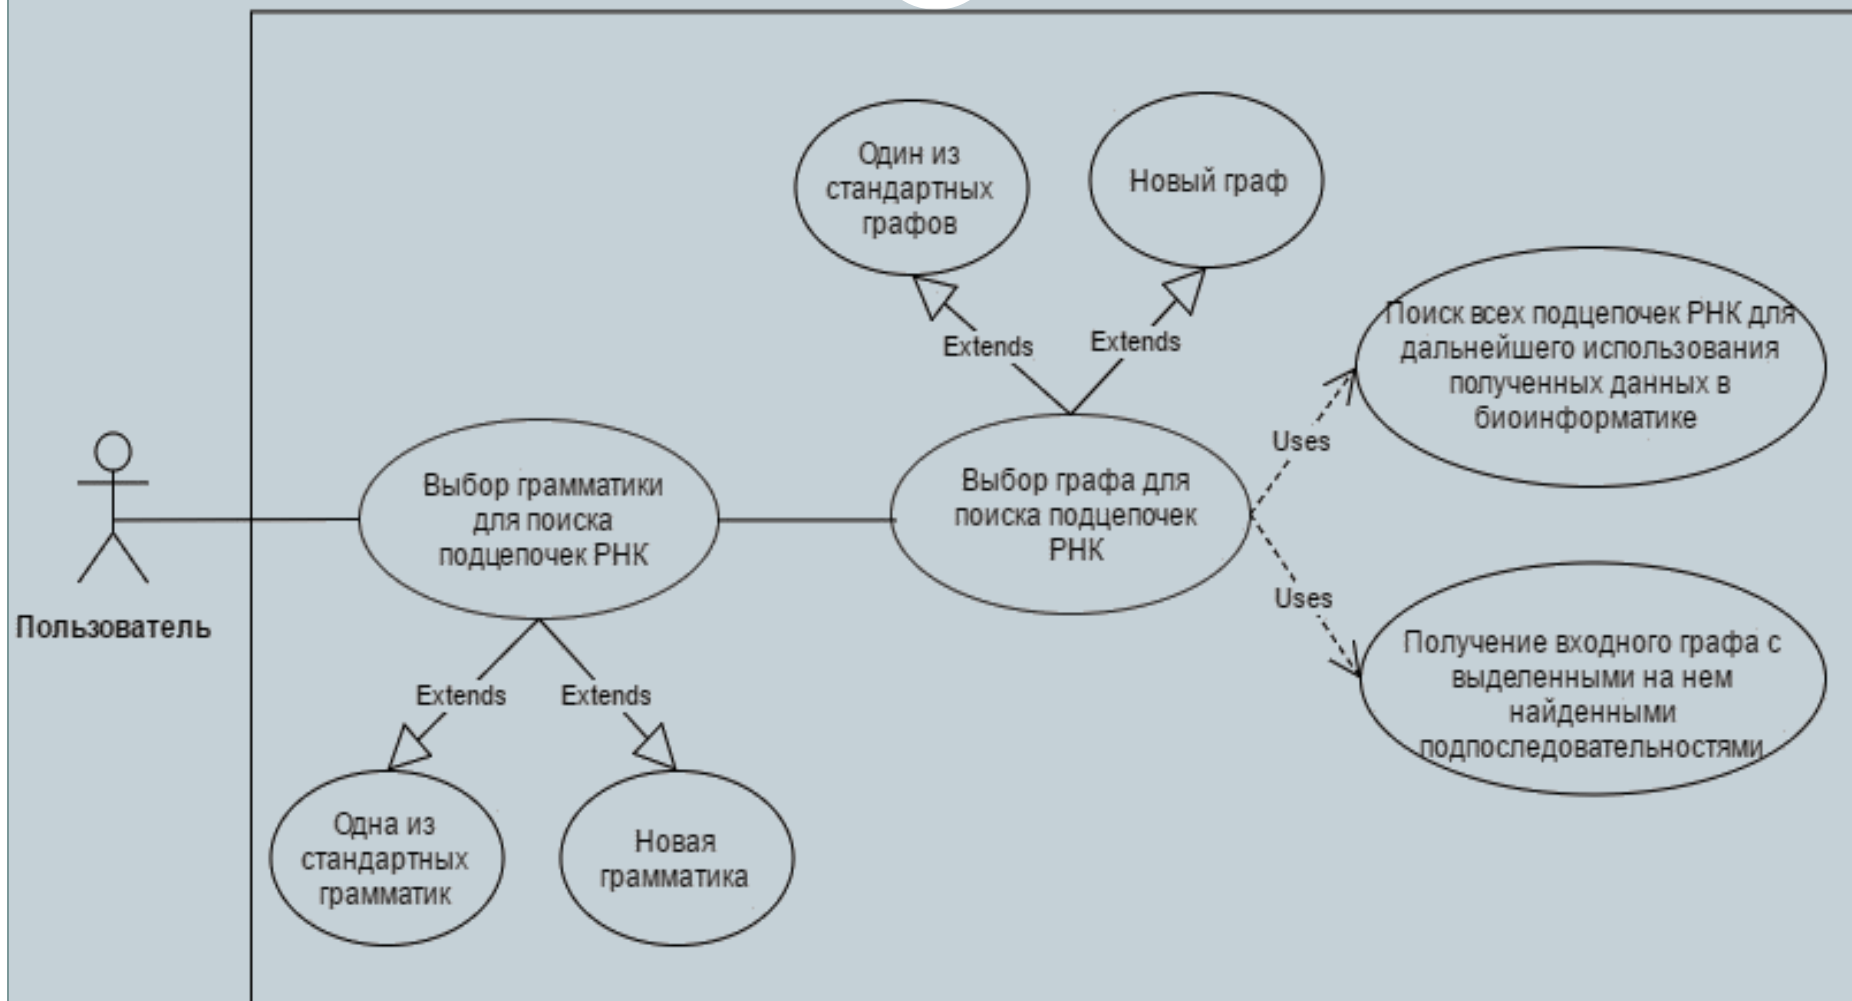 Один из
стандартных
графов
Новый граф
Extends
Extends
Поиск всех подцепочек РНК для
дальнейшего использования
полученных данных в
биоинформатике
Uses
Выбор грамматики
для поиска
подцепочек РНК
Выбор графа для
поиска подцепочек
РНК
Uses
Пользователь
Получение входного графа с
выделенными на нем
найденными
подпоследовательностями
Extends
Extends
Одна из
стандартных
грамматик
Новая
грамматика